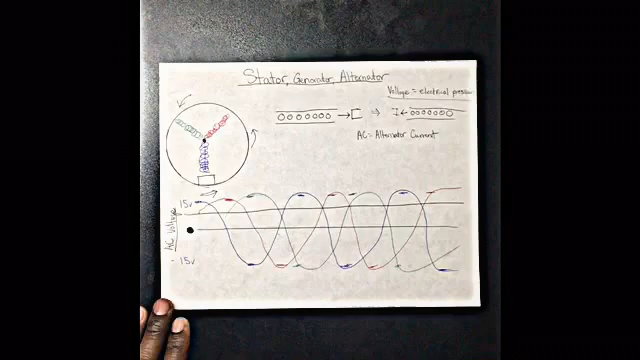 Stator, Generator, Alternator
Voltage = electrical pressure
AC = Alternator Current
15v
AC Voltage
- 15v